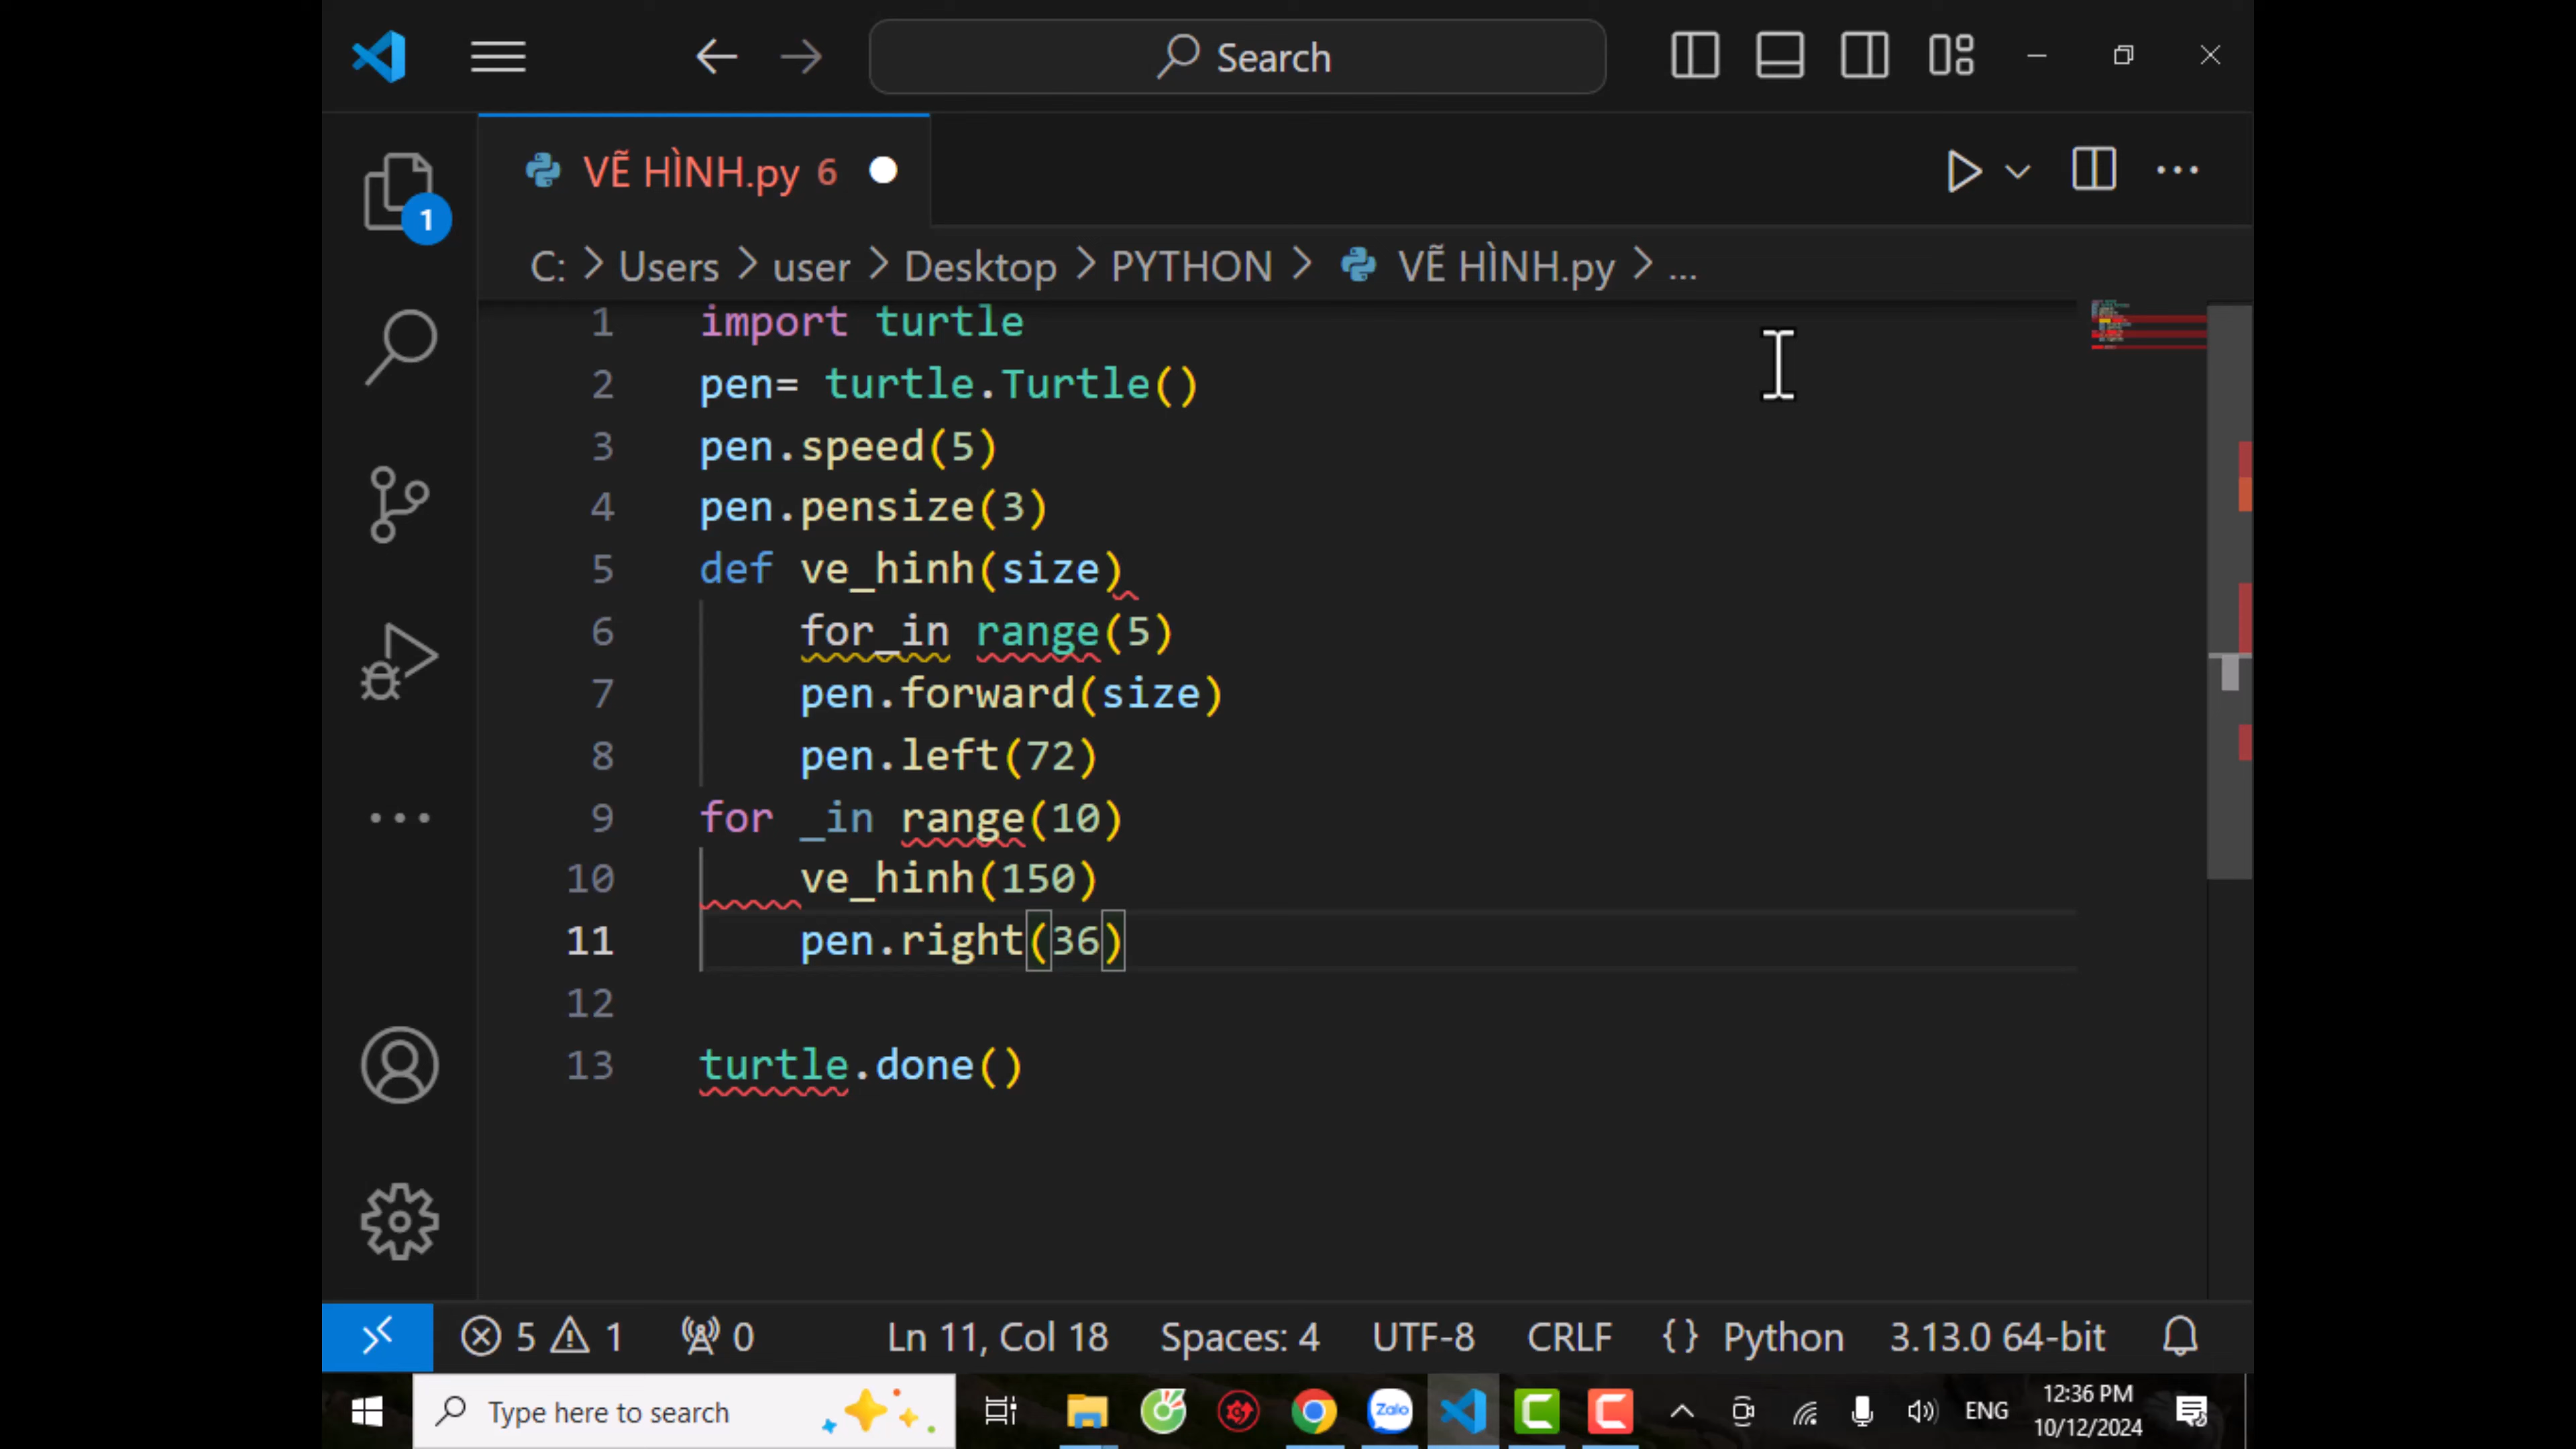 Search
VẼ HÌNH.py 6
1
C: > Users > user > Desktop > PYTHON > VẼ HÌNH.py > ...
1 import turtle
2 pen= turtle.Turtle()
3 pen.speed(5)
4 pen.pensize(3)
5 def ve_hinh(size)
6 for_in range(5)
7 pen.forward(size)
8 pen.left(72)
9 for _in range(10)
10 ve_hinh(150)
11 pen.right(36)
12
13 turtle.done()
5 1 0 Ln 11, Col 18 Spaces: 4 UTF-8 CRLF {} Python 3.13.0 64-bit
Type here to search Zalo ENG 12:36 PM
10/12/2024